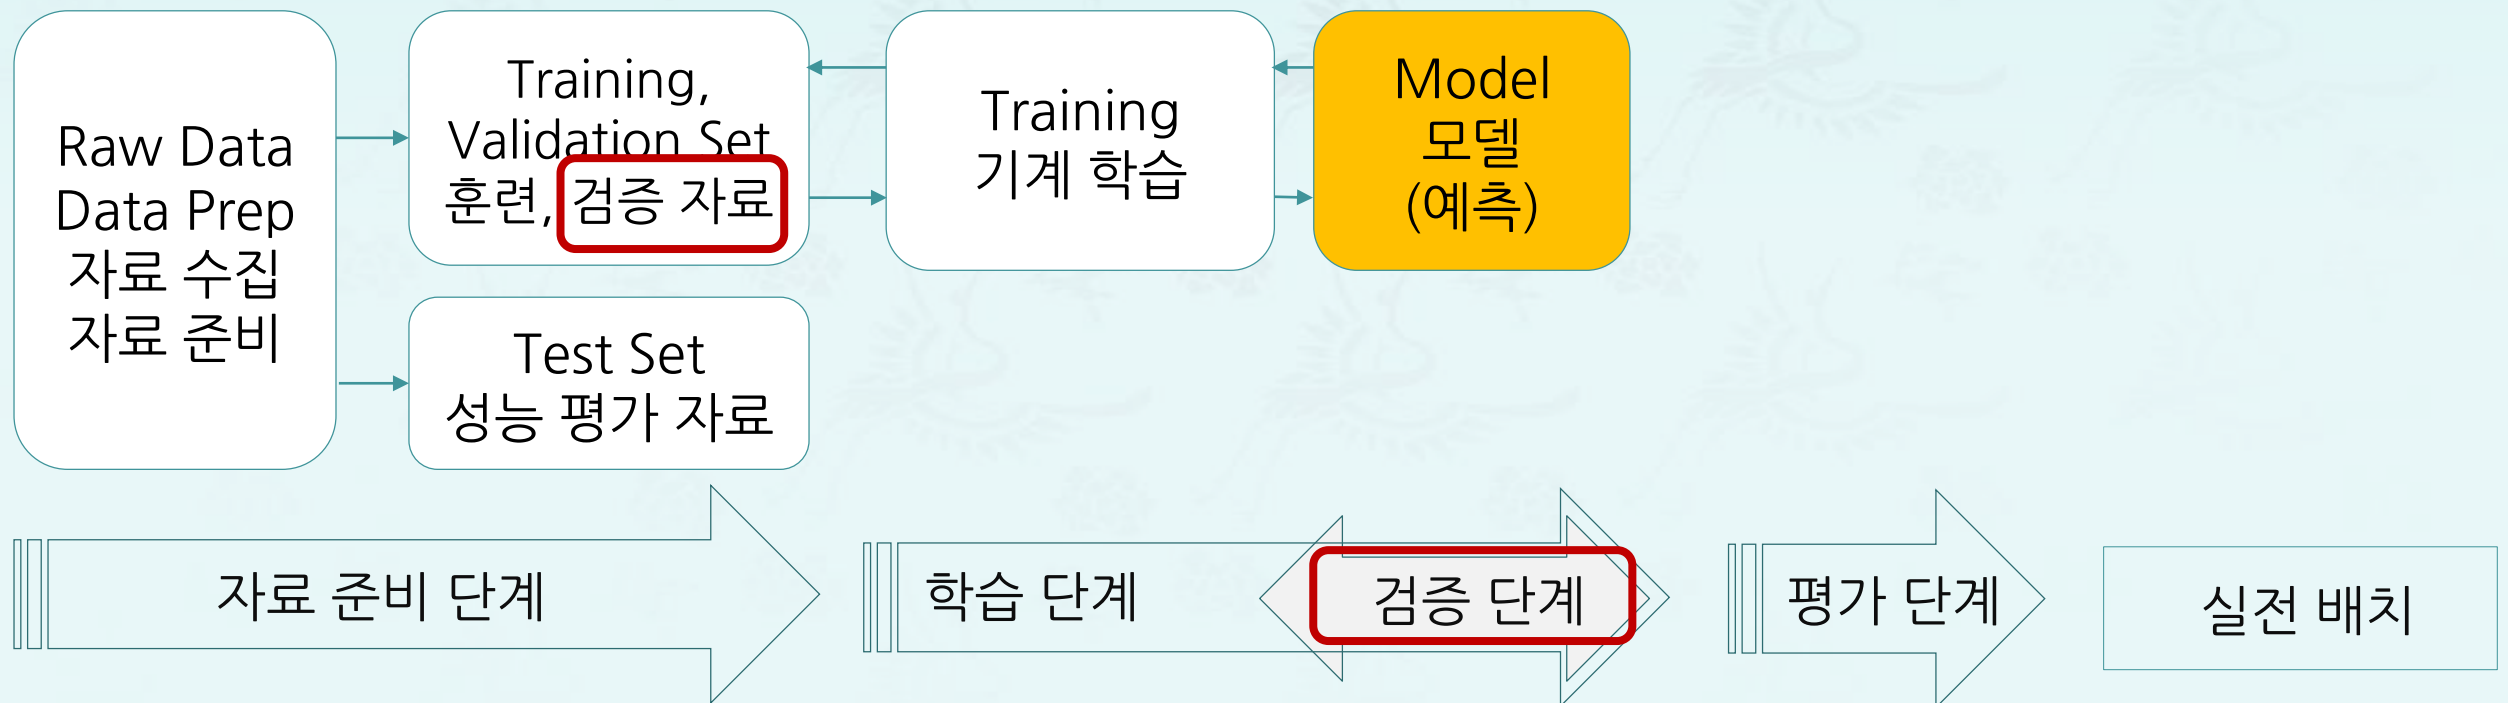 Raw Data
Data Prep
자료 수집
자료 준비
Training,
Validation Set
훈련, 검증 자료
Test Set
성능 평가 자료
Training
기계 학습
Model
모델
(예측)
자료 준비 단계
학습 단계
검증 단계
평가 단계
실전 배치